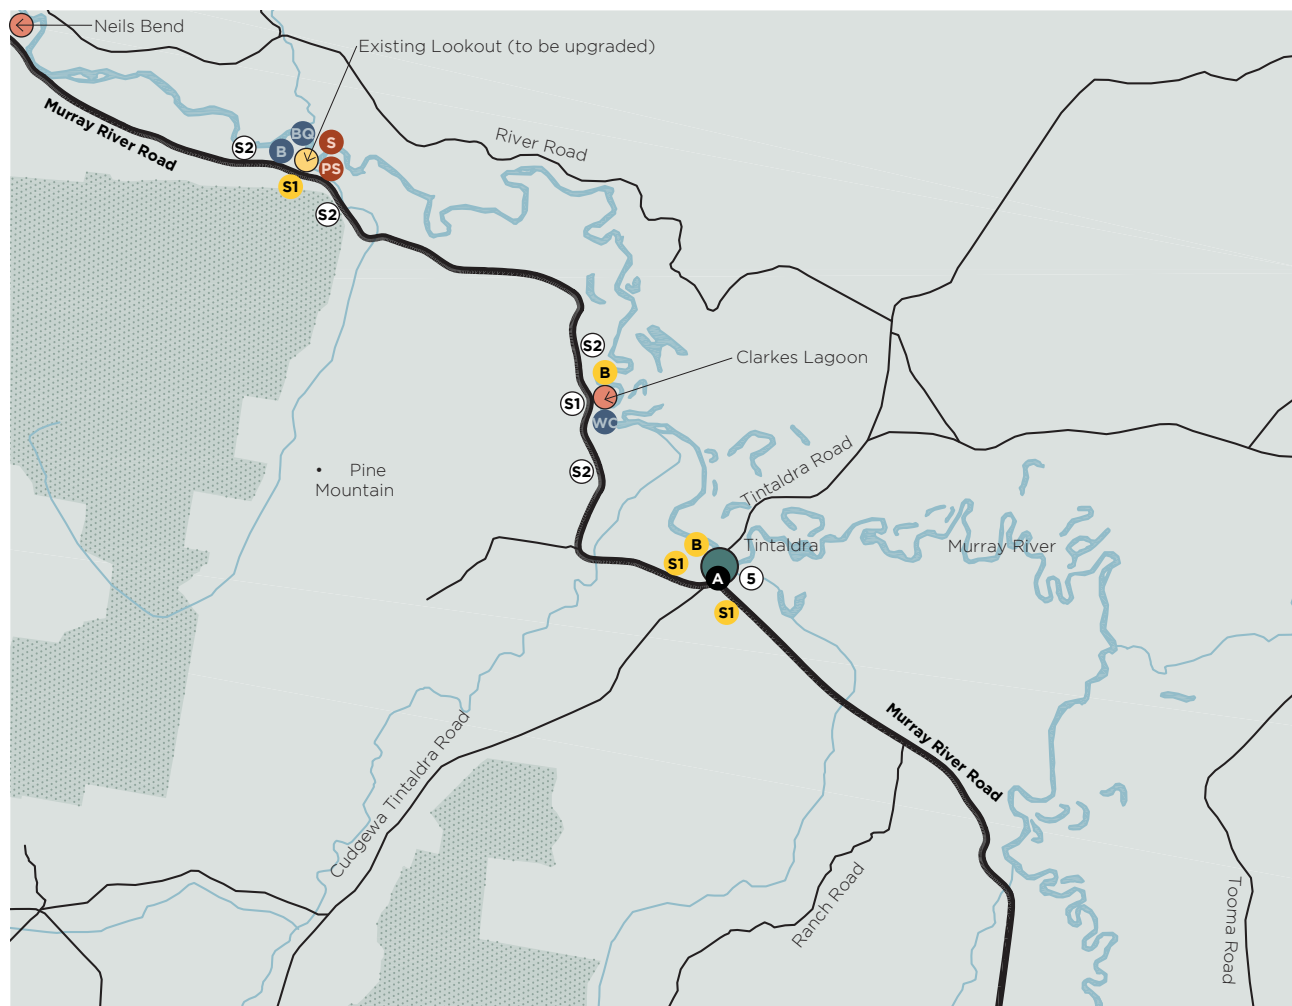 Neils Bend
Existing Lookout (to be upgraded)
Murray River Road
River Road
S2
BQ
S
B
PS
S1
S2
S2
Clarkes Lagoon
B
S1
WC
S2
Pine
Mountain
Tintaldra Road
B
Tintaldra
Murray River
S1
A
5
S1
Murray River Road
Cudgewa Tintaldra Road
Ranch Road
Tooma Road